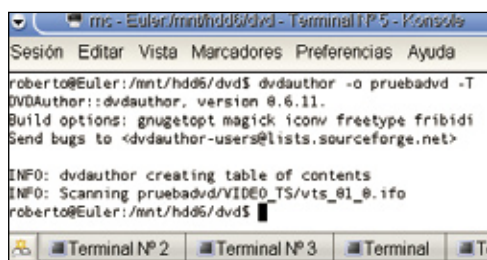 mc - Euler:/mnt/hdd6/dvd - Terminal Nº 5 - Konsole
Sesión Editar Vista Marcadores Preferencias Ayuda
roberto@Euler:/mnt/hdd6/dvd$ dvdauthor -o pruebadvd -T
DVDAuthor::dvdauthor, version 0.6.11.
Build options: gnugetopt magick iconv freetype fribidi
Send bugs to <dvdauthor-users@lists.sourceforge.net>
INFO: dvdauthor creating table of contents
INFO: Scanning pruebadvd/VIDEO_TS/vts_01_0.ifo
roberto@Euler:/mnt/hdd6/dvd$
Terminal Nº 2 Terminal Nº 3 Terminal T